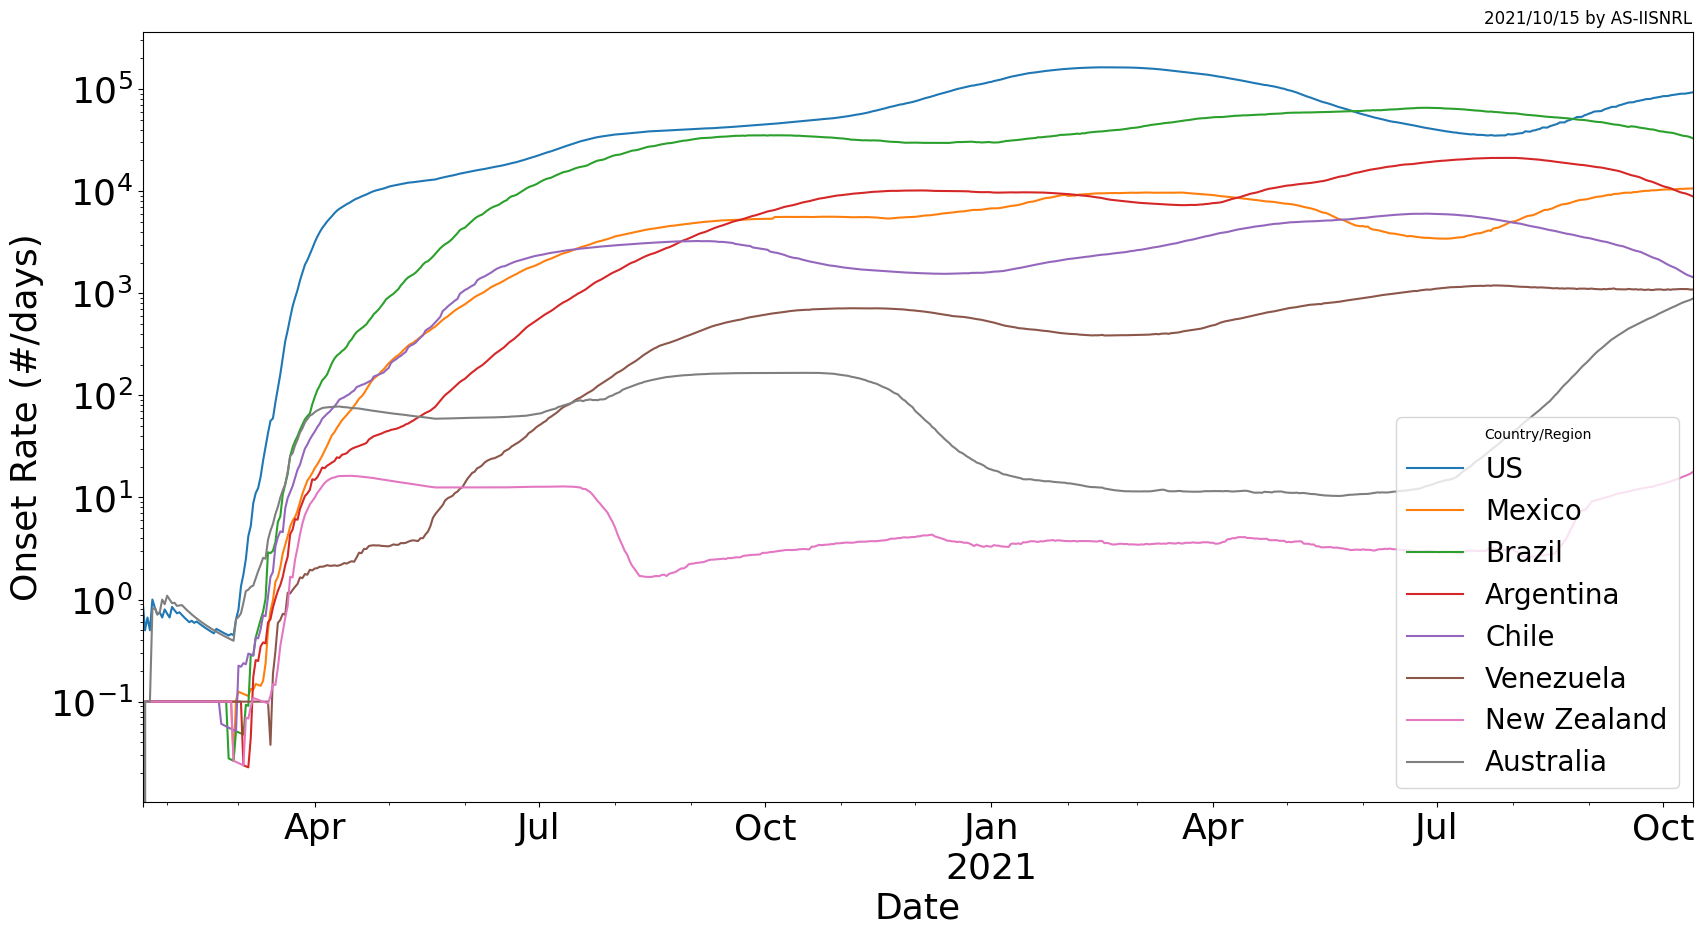 2021/10/15 by AS-IISNRL
Onset Rate (#/days)
10^5
10^4
10^3
10^2
10^1
10^0
10^−1
Country/Region
US
Mexico
Brazil
Argentina
Chile
Venezuela
New Zealand
Australia
Apr Jul Oct Jan Apr Jul Oct
2021
Date